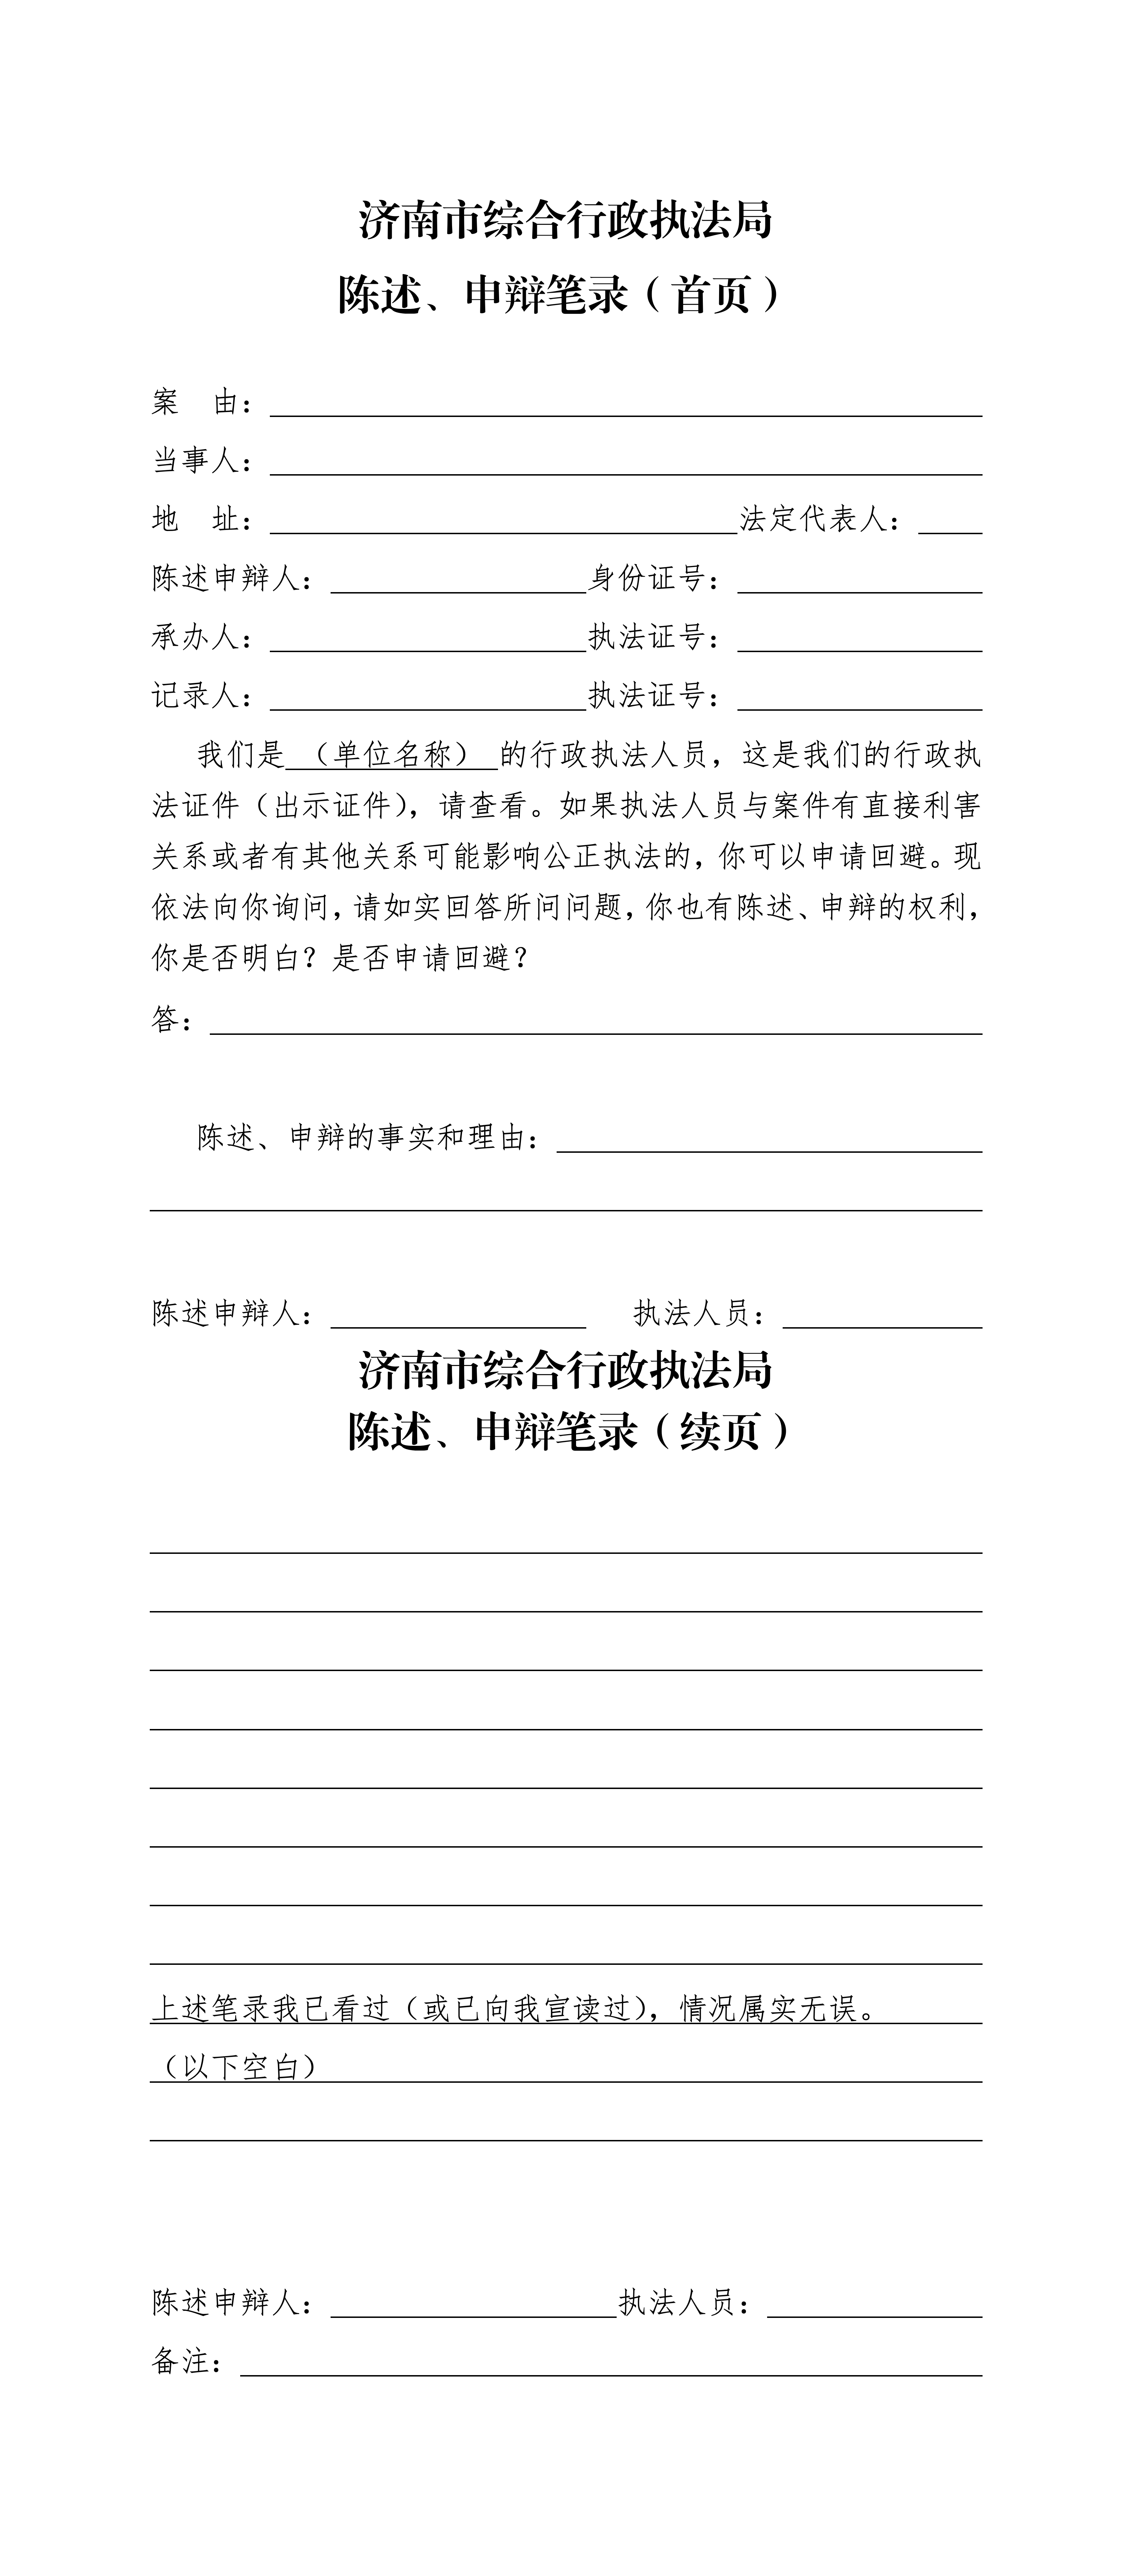 济南市综合行政执法局
陈述、申辩笔录（首页）
案　由：
当事人：
地　址：法定代表人：
陈述申辩人：身份证号：
承办人：执法证号：
记录人：执法证号：
我们是（单位名称）的行政执法人员，这是我们的行政执
法证件（出示证件），请查看。如果执法人员与案件有直接利害
关系或者有其他关系可能影响公正执法的，你可以申请回避。现
依法向你询问，请如实回答所问问题，你也有陈述、申辩的权利，
你是否明白？是否申请回避？
答：
陈述、申辩的事实和理由：
陈述申辩人：　执法人员：
济南市综合行政执法局
陈述、申辩笔录（续页）
上述笔录我已看过（或已向我宣读过），情况属实无误。
（以下空白）
陈述申辩人：执法人员：
备注：